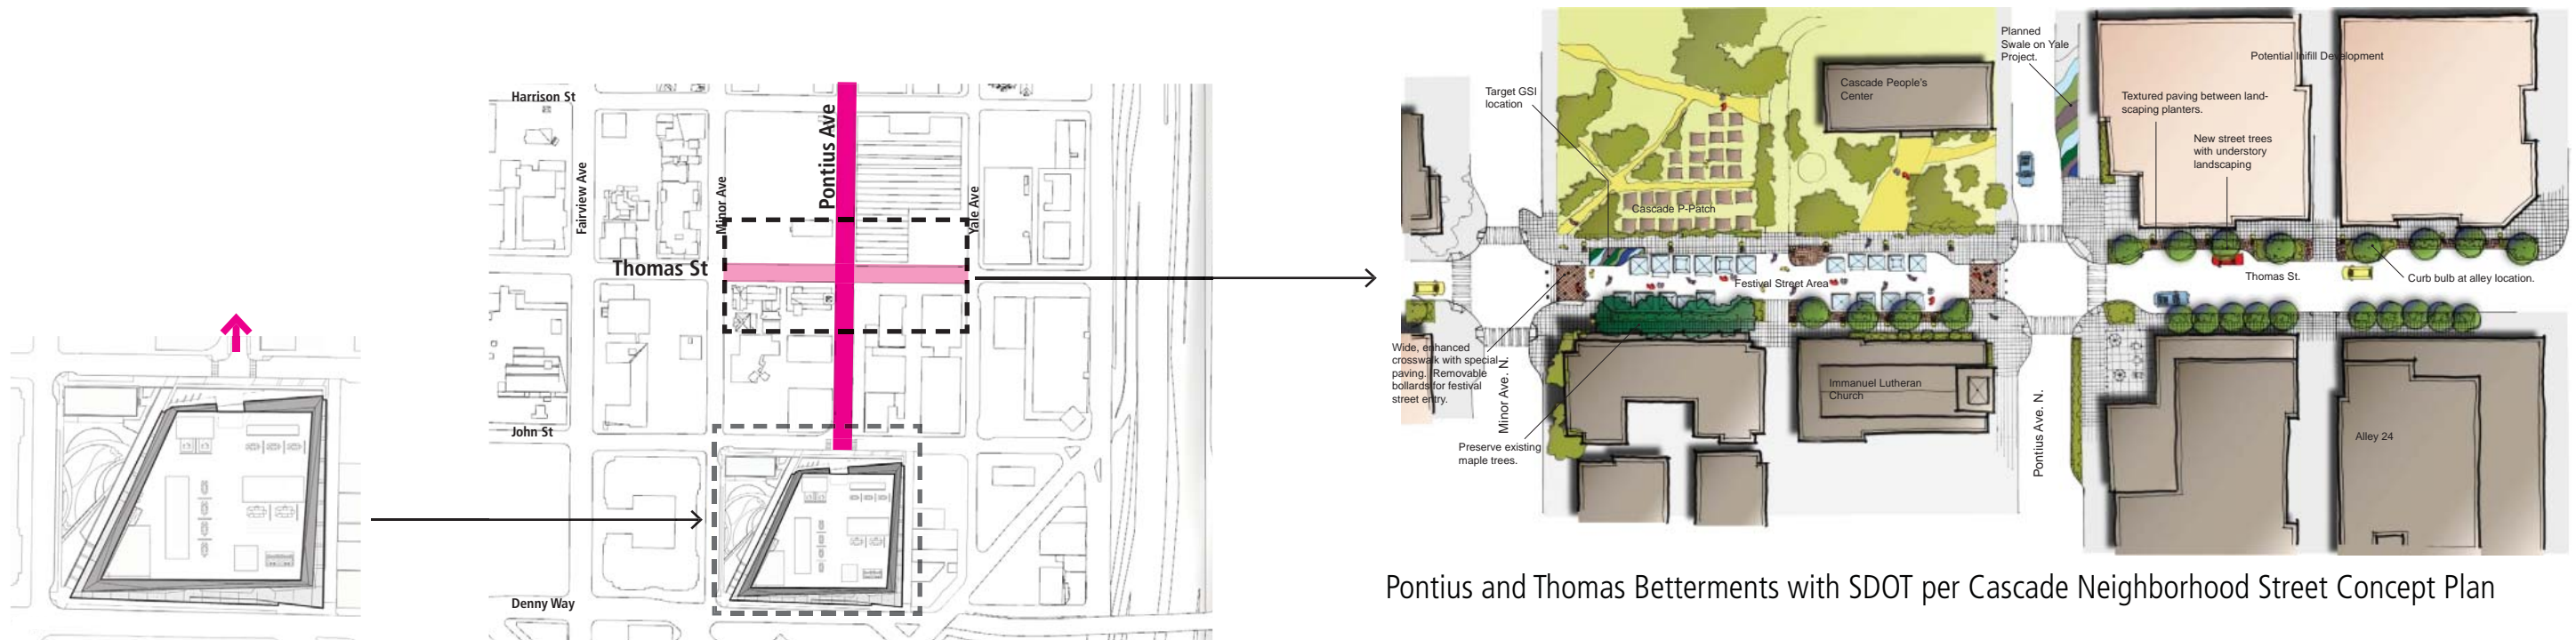 Harrison St
Fairview Ave
Minor Ave
Pontius Ave
Yale Ave
Thomas St
John St
Denny Way
Target GSI
location
Cascade People's
Center
Planned
Swale on Yale
Project.
Potential Inifill Development
Textured paving between land-
scaping planters.
New street trees
with understory
landscaping
Cascade P-Patch
Festival Street Area
Thomas St.
Curb bulb at alley location.
Wide, enhanced
crosswalk with special
paving. Removable
bollards for festival
street entry.
Minor Ave. N.
Preserve existing
maple trees.
Immanuel Lutheran
Church
Pontius Ave. N.
Alley 24
Pontius and Thomas Betterments with SDOT per Cascade Neighborhood Street Concept Plan